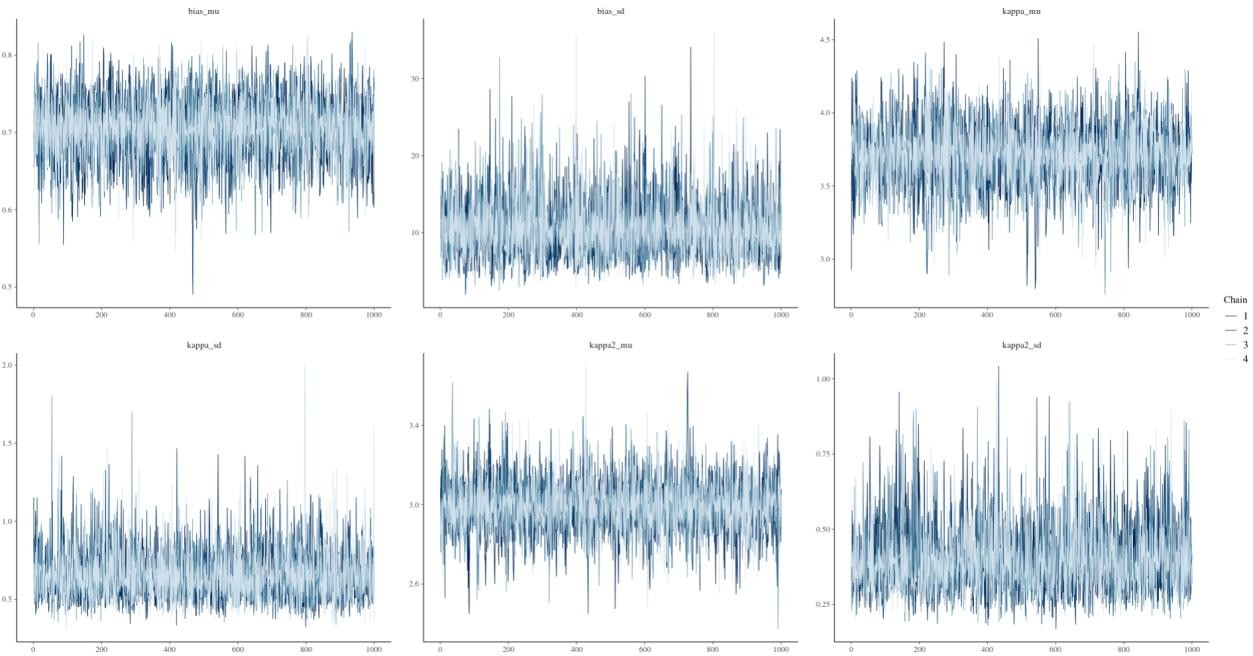 bias_mu
0.8
0.7
0.6
0.5
0 200 400 600 800 1000
bias_sd
30
20
10
0 200 400 600 800 1000
kappa_mu
4.5
4.0
3.5
3.0
0 200 400 600 800 1000
kappa_sd
2.0
1.5
1.0
0.5
0 200 400 600 800 1000
kappa2_mu
3.4
3.0
2.6
0 200 400 600 800 1000
kappa2_sd
1.00
0.75
0.50
0.25
0 200 400 600 800 1000
Chain
1
2
3
4